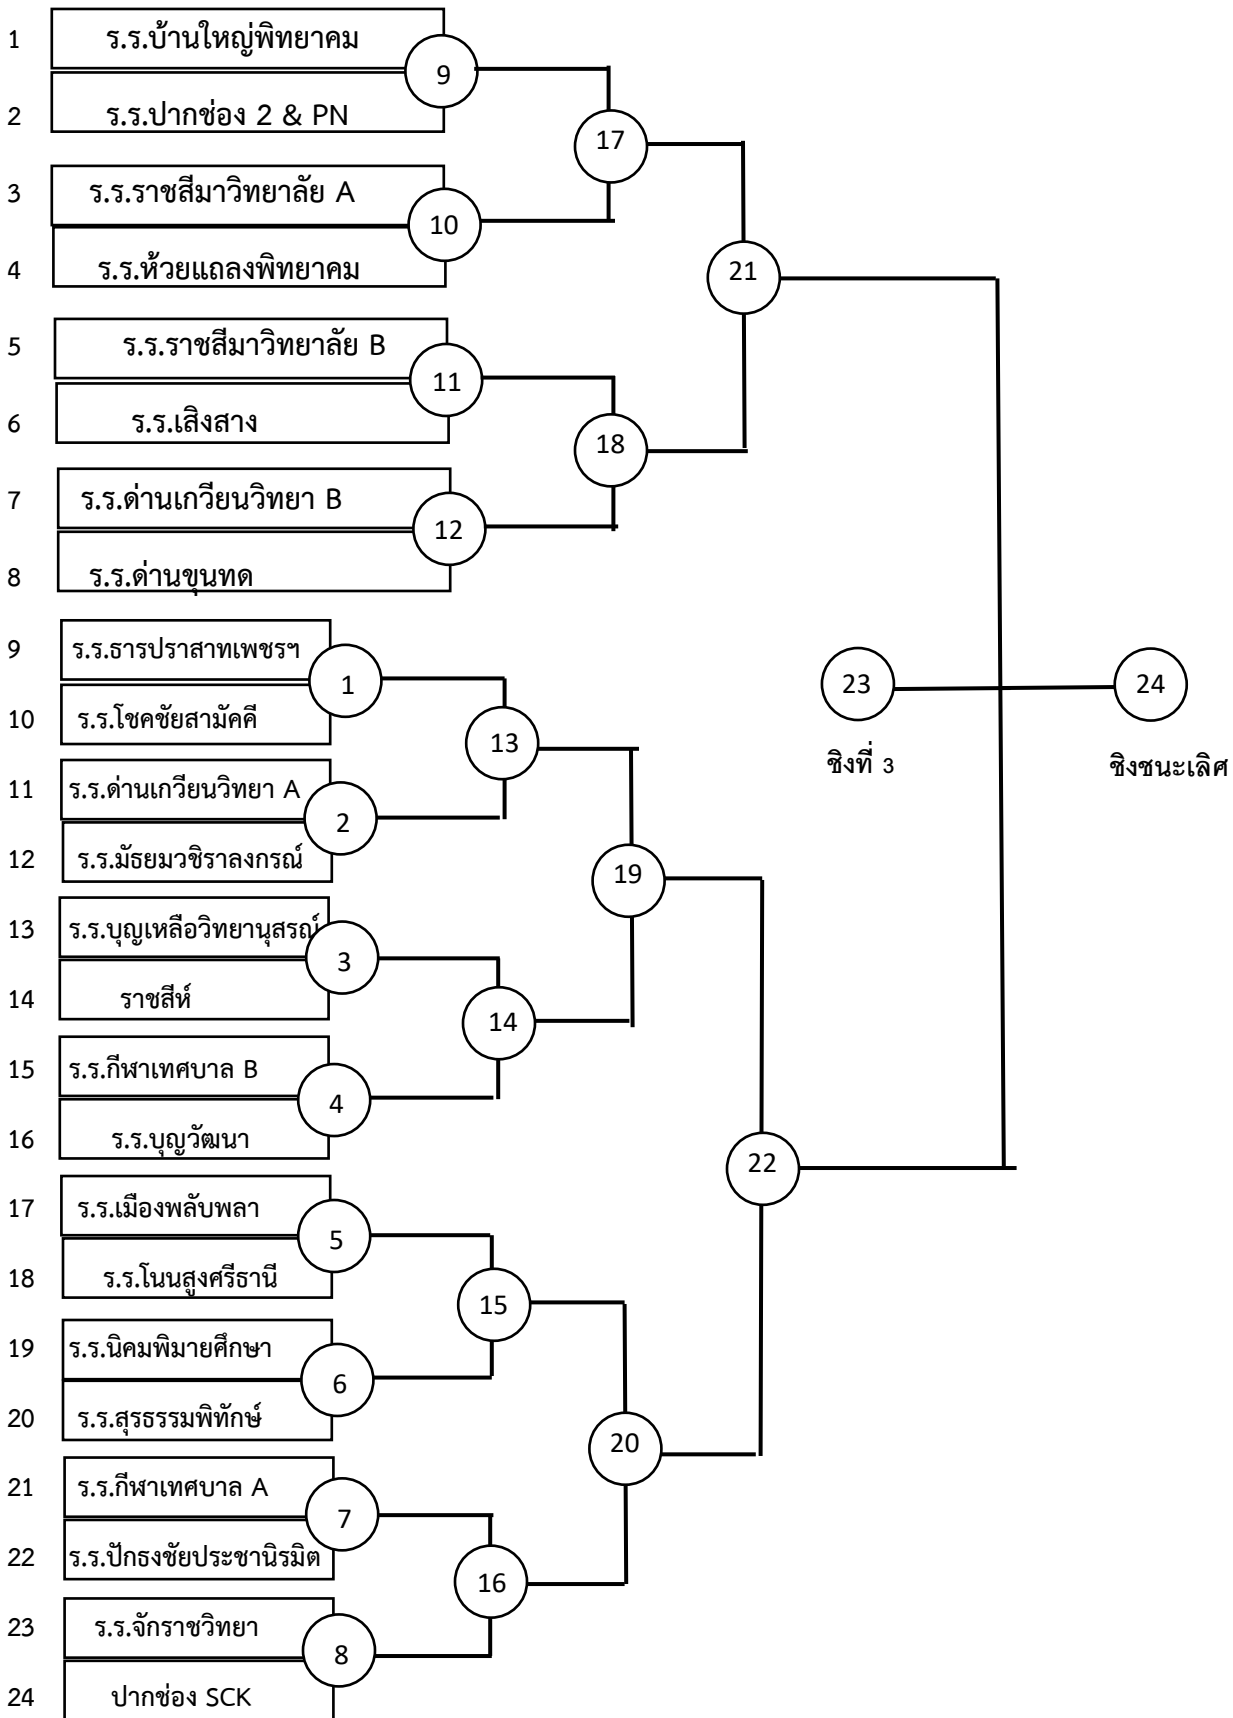 1 ร.ร.บ้านใหญ่พิทยาคม
9
2 ร.ร.ปากช่อง 2 & PN
17
3 ร.ร.ราชสีมาวิทยาลัย A
10
4 ร.ร.ห้วยแถลงพิทยาคม
21
5 ร.ร.ราชสีมาวิทยาลัย B
11
6 ร.ร.เสิงสาง
18
7 ร.ร.ด่านเกวียนวิทยา B
12
8 ร.ร.ด่านขุนทด
9 ร.ร.ธารปราสาทเพชรฯ
1
23
24
10 ร.ร.โชคชัยสามัคคี
13
ชิงที่ 3
ชิงชนะเลิศ
11 ร.ร.ด่านเกวียนวิทยา A
2
12 ร.ร.มัธยมวชิราลงกรณ์
19
13 ร.ร.บุญเหลือวิทยานุสรณ์
3
14 ราชสีห์
14
15 ร.ร.กีฬาเทศบาล B
4
16 ร.ร.บุญวัฒนา
22
17 ร.ร.เมืองพลับพลา
5
18 ร.ร.โนนสูงศรีธานี
15
19 ร.ร.นิคมพิมายศึกษา
6
20 ร.ร.สุรธรรมพิทักษ์
20
21 ร.ร.กีฬาเทศบาล A
7
22 ร.ร.ปักธงชัยประชานิรมิต
16
23 ร.ร.จักราชวิทยา
8
24 ปากช่อง SCK